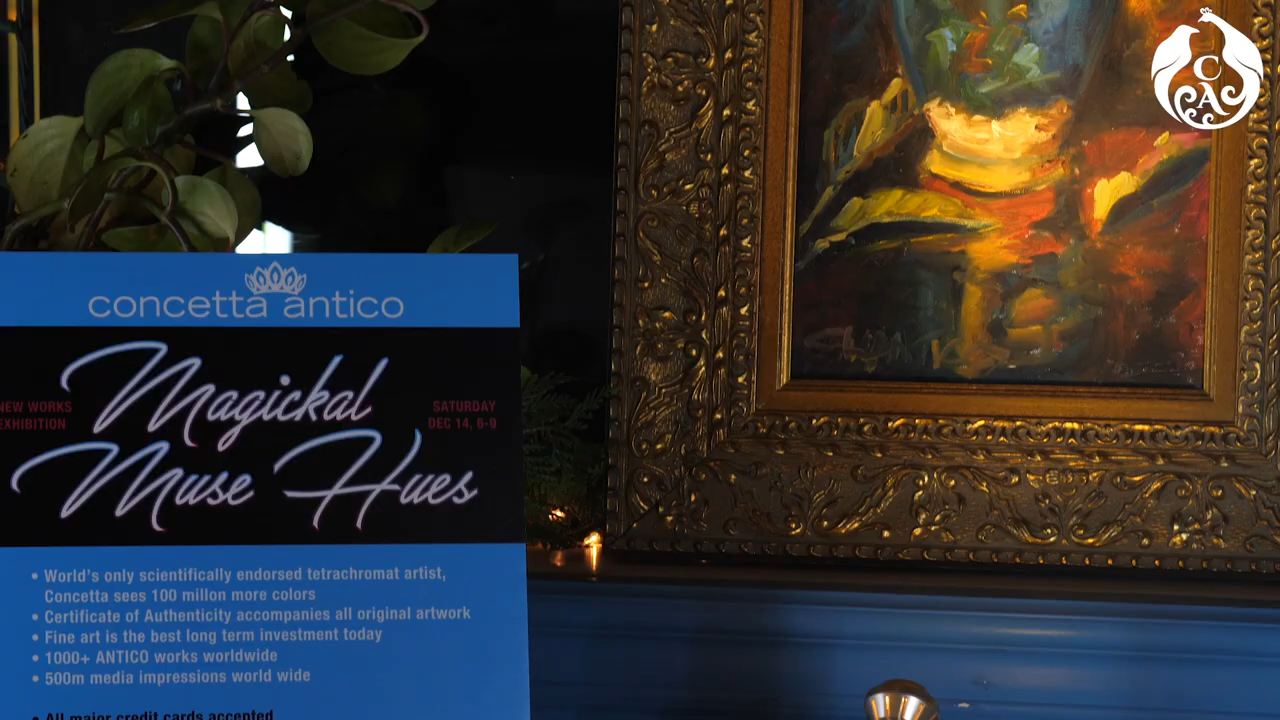 C
A
concetta antico
Magickal
NEW WORKS
EXHIBITION
SATURDAY
DEC 14, 6-9
Muse Hues
• World's only scientifically endorsed tetrachromat artist,
Concetta sees 100 millon more colors
• Certificate of Authenticity accompanies all original artwork
• Fine art is the best long term investment today
• 1000+ ANTICO works worldwide
• 500m media impressions world wide
• All major credit cards accepted